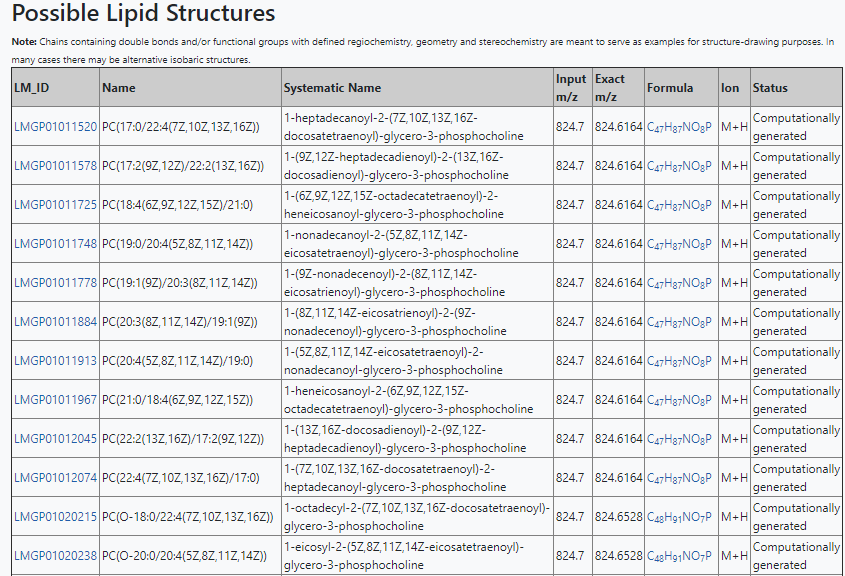 Possible Lipid Structures
Note: Chains containing double bonds and/or functional groups with defined regiochemistry, geometry and stereochemistry are meant to serve as examples for structure-drawing purposes. In
many cases there may be alternative isobaric structures.
LM_ID Name Systematic Name Input m/z Exact m/z Formula Ion Status
LMGP01011520 PC(17:0/22:4(7Z,10Z,13Z,16Z)) 1-heptadecanoyl-2-(7Z,10Z,13Z,16Z-docosatetraenoyl)-glycero-3-phosphocholine 824.7 824.6164 C₄₇H₈₇NO₈P M+H Computationally generated
LMGP01011578 PC(17:2(9Z,12Z)/22:2(13Z,16Z)) 1-(9Z,12Z-heptadecadienoyl)-2-(13Z,16Z-docosadienoyl)-glycero-3-phosphocholine 824.7 824.6164 C₄₇H₈₇NO₈P M+H Computationally generated
LMGP01011725 PC(18:4(6Z,9Z,12Z,15Z)/21:0) 1-(6Z,9Z,12Z,15Z-octadecatetraenoyl)-2-heneicosanoyl-glycero-3-phosphocholine 824.7 824.6164 C₄₇H₈₇NO₈P M+H Computationally generated
LMGP01011748 PC(19:0/20:4(5Z,8Z,11Z,14Z)) 1-nonadecanoyl-2-(5Z,8Z,11Z,14Z-eicosatetraenoyl)-glycero-3-phosphocholine 824.7 824.6164 C₄₇H₈₇NO₈P M+H Computationally generated
LMGP01011778 PC(19:1(9Z)/20:3(8Z,11Z,14Z)) 1-(9Z-nonadecenoyl)-2-(8Z,11Z,14Z-eicosatrienoyl)-glycero-3-phosphocholine 824.7 824.6164 C₄₇H₈₇NO₈P M+H Computationally generated
LMGP01011884 PC(20:3(8Z,11Z,14Z)/19:1(9Z)) 1-(8Z,11Z,14Z-eicosatrienoyl)-2-(9Z-nonadecenoyl)-glycero-3-phosphocholine 824.7 824.6164 C₄₇H₈₇NO₈P M+H Computationally generated
LMGP01011913 PC(20:4(5Z,8Z,11Z,14Z)/19:0) 1-(5Z,8Z,11Z,14Z-eicosatetraenoyl)-2-nonadecanoyl-glycero-3-phosphocholine 824.7 824.6164 C₄₇H₈₇NO₈P M+H Computationally generated
LMGP01011967 PC(21:0/18:4(6Z,9Z,12Z,15Z)) 1-heneicosanoyl-2-(6Z,9Z,12Z,15Z-octadecatetraenoyl)-glycero-3-phosphocholine 824.7 824.6164 C₄₇H₈₇NO₈P M+H Computationally generated
LMGP01012045 PC(22:2(13Z,16Z)/17:2(9Z,12Z)) 1-(13Z,16Z-docosadienoyl)-2-(9Z,12Z-heptadecadienoyl)-glycero-3-phosphocholine 824.7 824.6164 C₄₇H₈₇NO₈P M+H Computationally generated
LMGP01012074 PC(22:4(7Z,10Z,13Z,16Z)/17:0) 1-(7Z,10Z,13Z,16Z-docosatetraenoyl)-2-heptadecanoyl-glycero-3-phosphocholine 824.7 824.6164 C₄₇H₈₇NO₈P M+H Computationally generated
LMGP01020215 PC(O-18:0/22:4(7Z,10Z,13Z,16Z)) 1-octadecyl-2-(7Z,10Z,13Z,16Z-docosatetraenoyl)-glycero-3-phosphocholine 824.7 824.6528 C₄₈H₉₁NO₇P M+H Computationally generated
LMGP01020238 PC(O-20:0/20:4(5Z,8Z,11Z,14Z)) 1-eicosyl-2-(5Z,8Z,11Z,14Z-eicosatetraenoyl)-glycero-3-phosphocholine 824.7 824.6528 C₄₈H₉₁NO₇P M+H Computationally generated